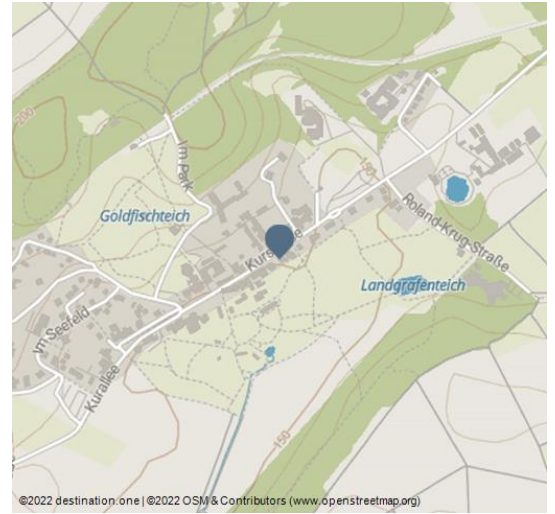 200
Im Park
150
Goldfischteich
Kurallee
Roland-Krug-Straße
Landgrafenteich
Im Seefeld
Kurallee
150
©2022 destination.one | ©2022 OSM & Contributors (www.openstreetmap.org)